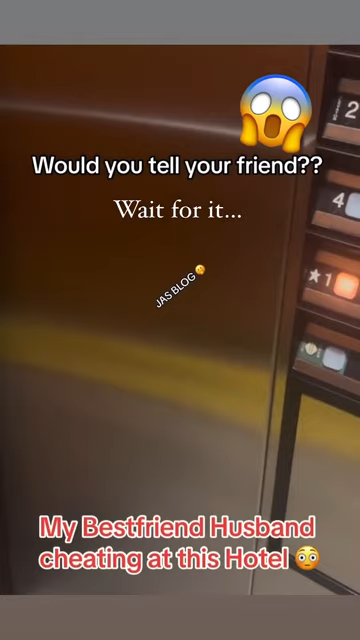 2
Would you tell your friend??
4
Wait for it...
JAS BLOG
★1
My Bestfriend Husband
cheating at this Hotel